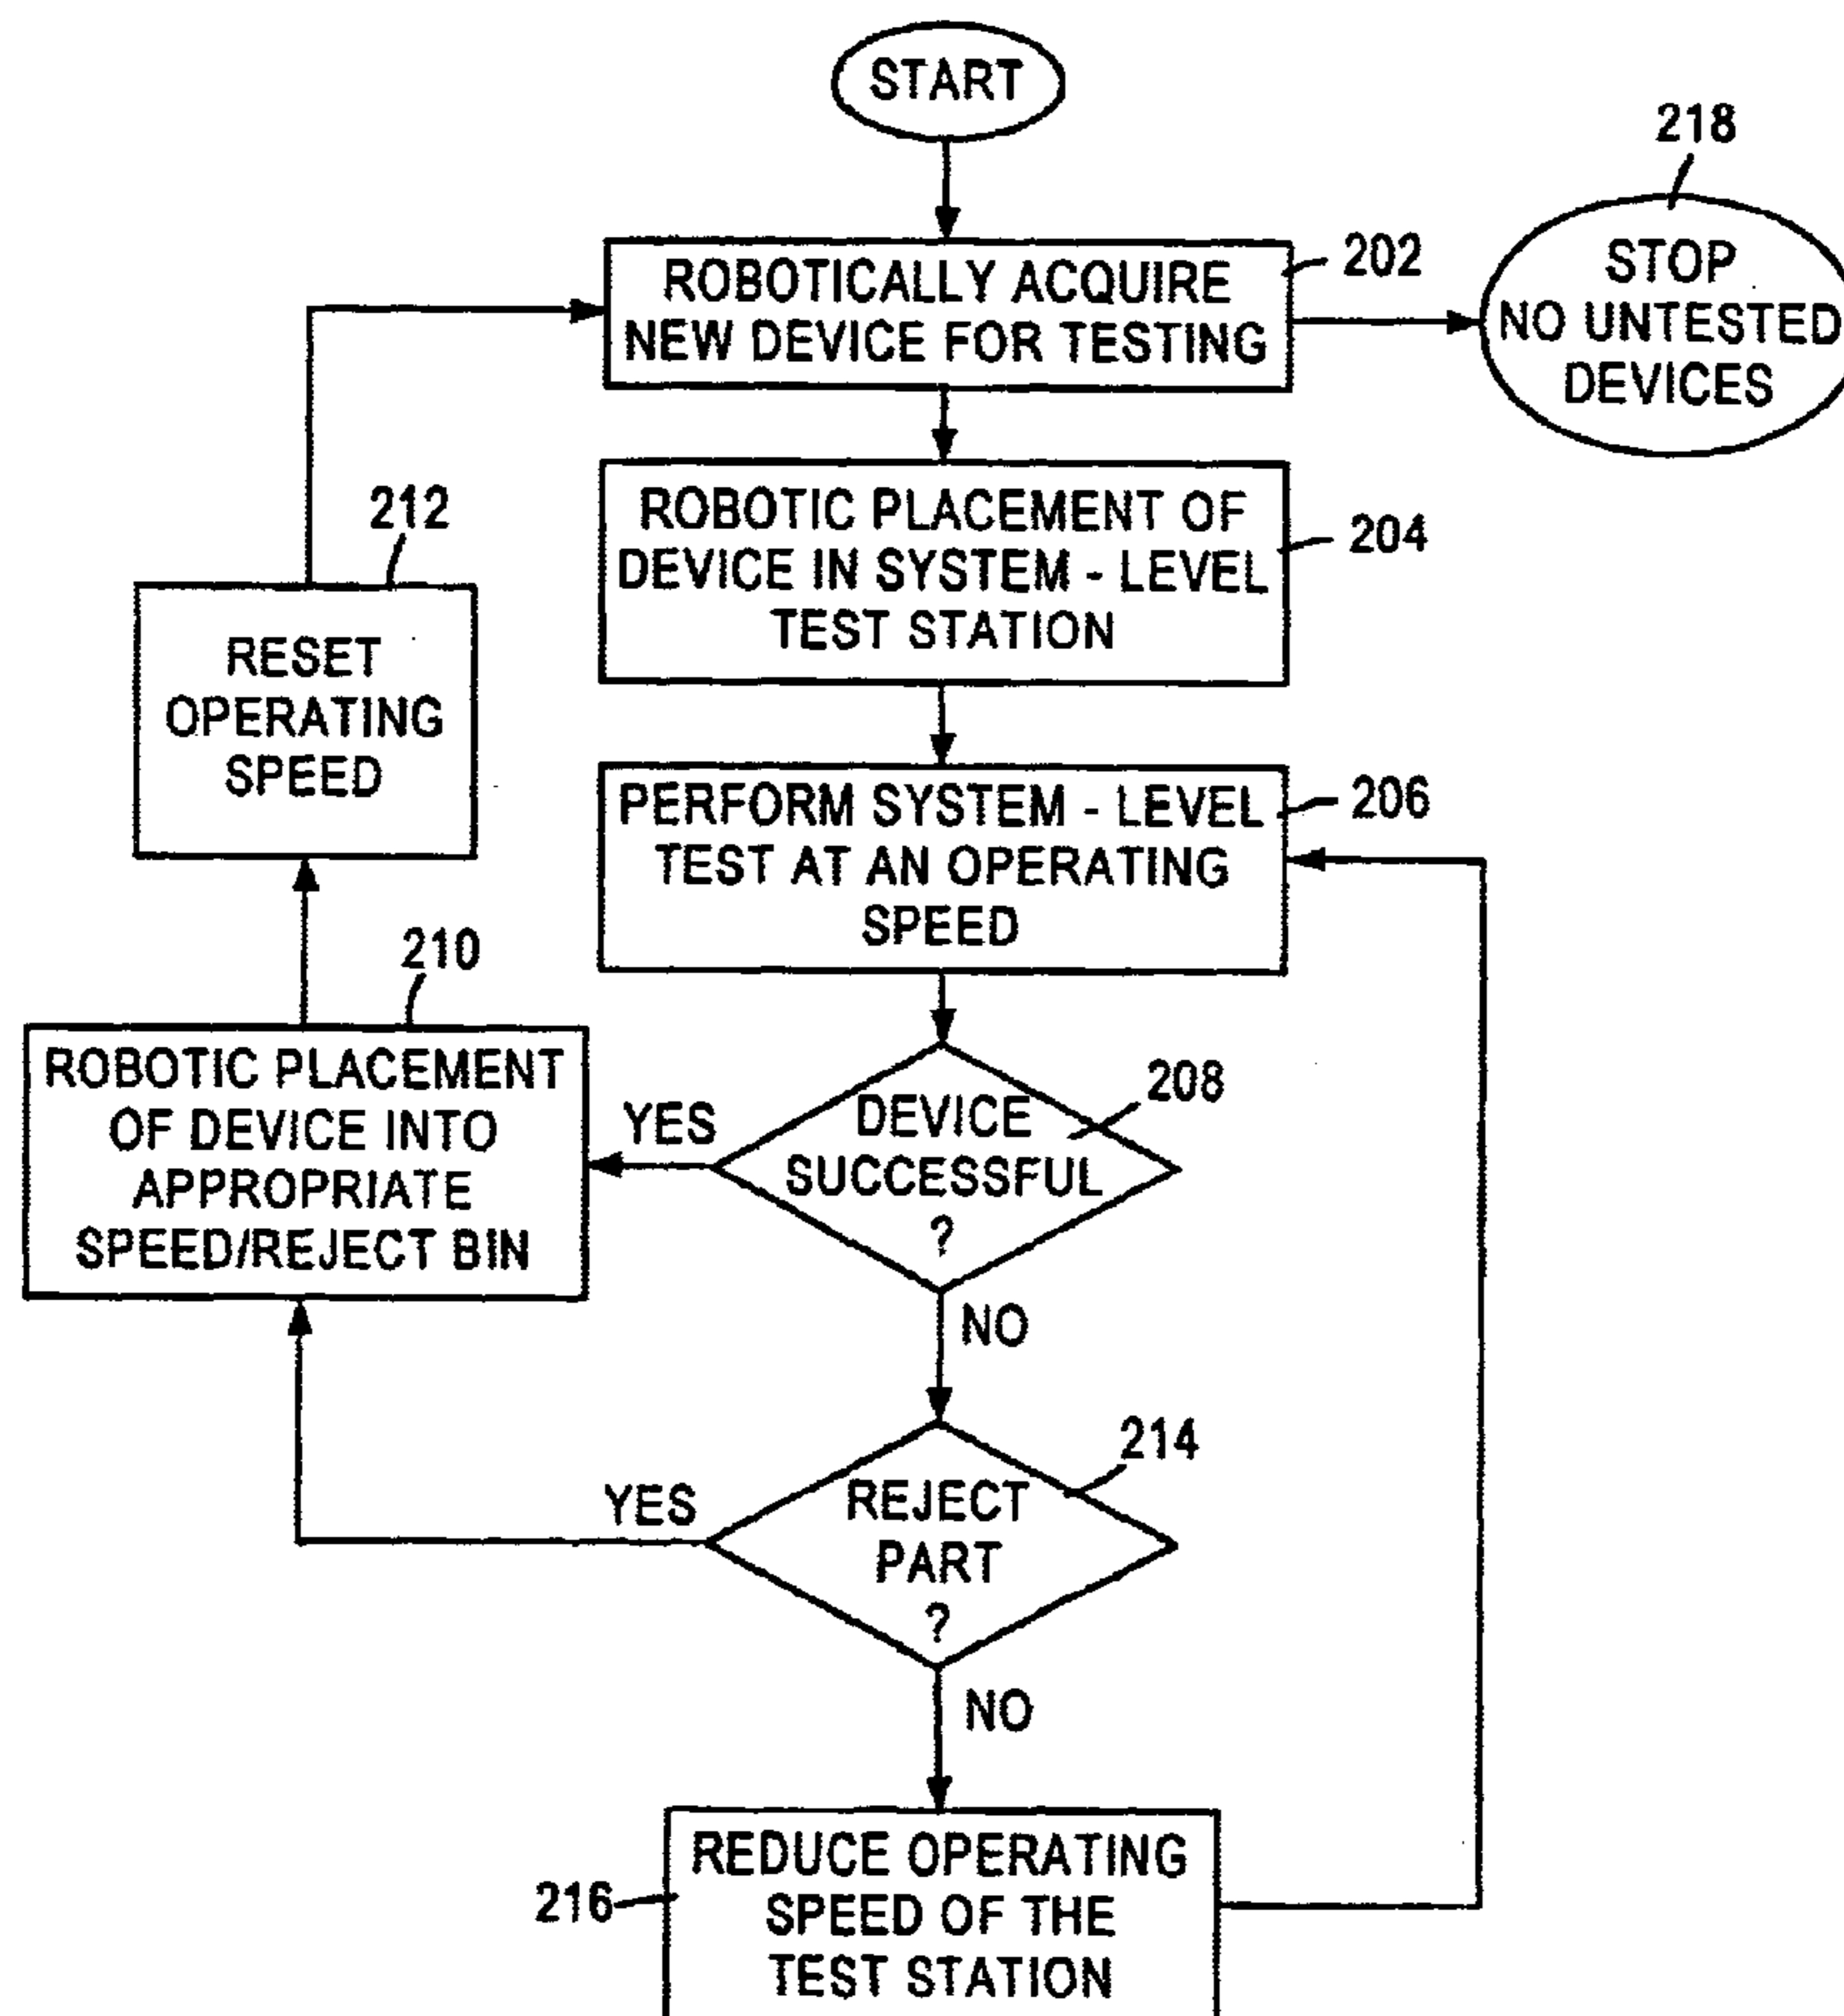 START
218
STOP
NO UNTESTED
DEVICES
ROBOTICALLY ACQUIRE
NEW DEVICE FOR TESTING
202
ROBOTIC PLACEMENT OF
DEVICE IN SYSTEM - LEVEL
TEST STATION
204
212
RESET
OPERATING
SPEED
PERFORM SYSTEM - LEVEL
TEST AT AN OPERATING
SPEED
206
210
ROBOTIC PLACEMENT
OF DEVICE INTO
APPROPRIATE
SPEED/REJECT BIN
YES
DEVICE
SUCCESSFUL
?
208
NO
214
YES
REJECT
PART
?
NO
216
REDUCE OPERATING
SPEED OF THE
TEST STATION